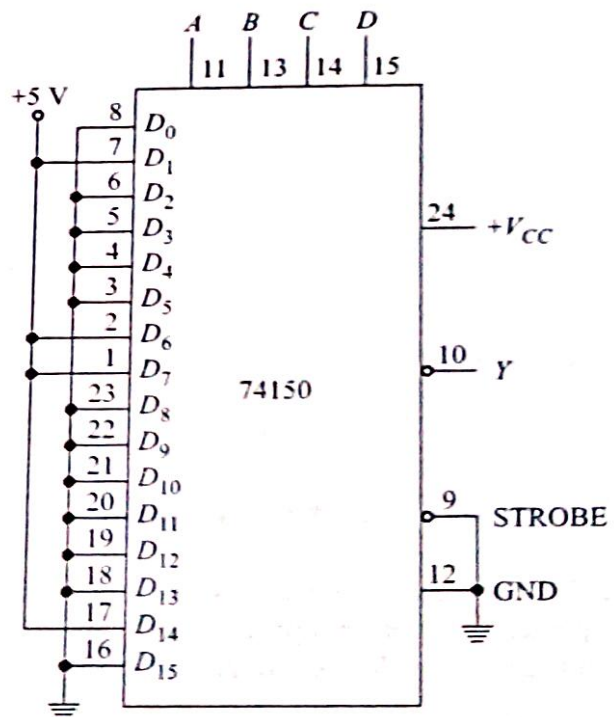 A B C D
11 13 14 15
+5 V
8 D₀
7 D₁
6 D₂
5 D₃
4 D₄
3 D₅
2 D₆
1 D₇
23 D₈
22 D₉
21 D₁₀
20 D₁₁
19 D₁₂
18 D₁₃
17 D₁₄
16 D₁₅
74150
24 +V_CC
10 Y
9 STROBE
12 GND